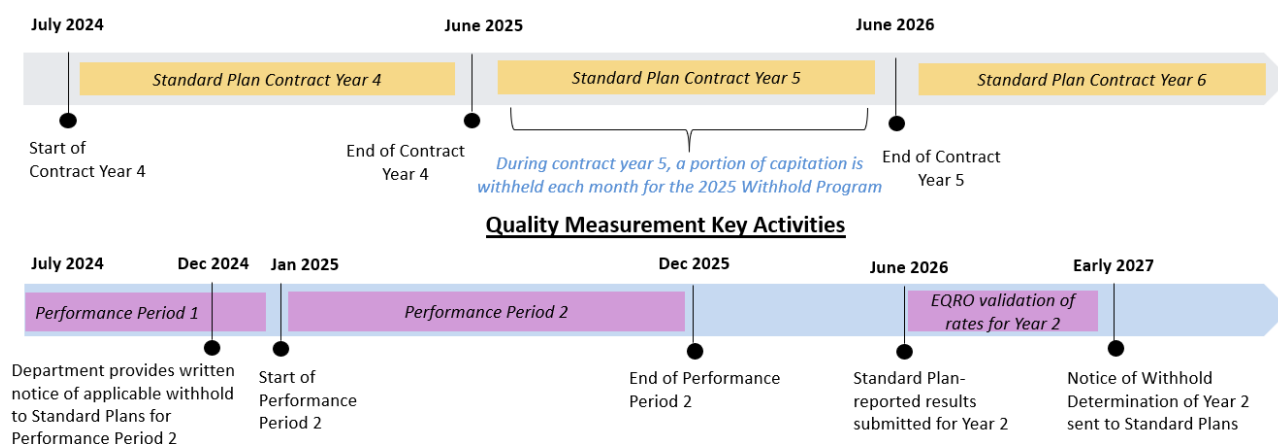 July 2024
June 2025
June 2026
Standard Plan Contract Year 4
Standard Plan Contract Year 5
Standard Plan Contract Year 6
Start of
Contract Year 4
End of Contract
Year 4
During contract year 5, a portion of capitation is
withheld each month for the 2025 Withhold Program
End of Contract
Year 5
Quality Measurement Key Activities
July 2024
Dec 2024
Jan 2025
Dec 2025
June 2026
Early 2027
Performance Period 1
Performance Period 2
EQRO validation of
rates for Year 2
Department provides written
notice of applicable withhold
to Standard Plans for
Performance Period 2
Start of
Performance
Period 2
End of Performance
Period 2
Standard Plan-
reported results
submitted for Year 2
Notice of Withhold
Determination of Year 2
sent to Standard Plans